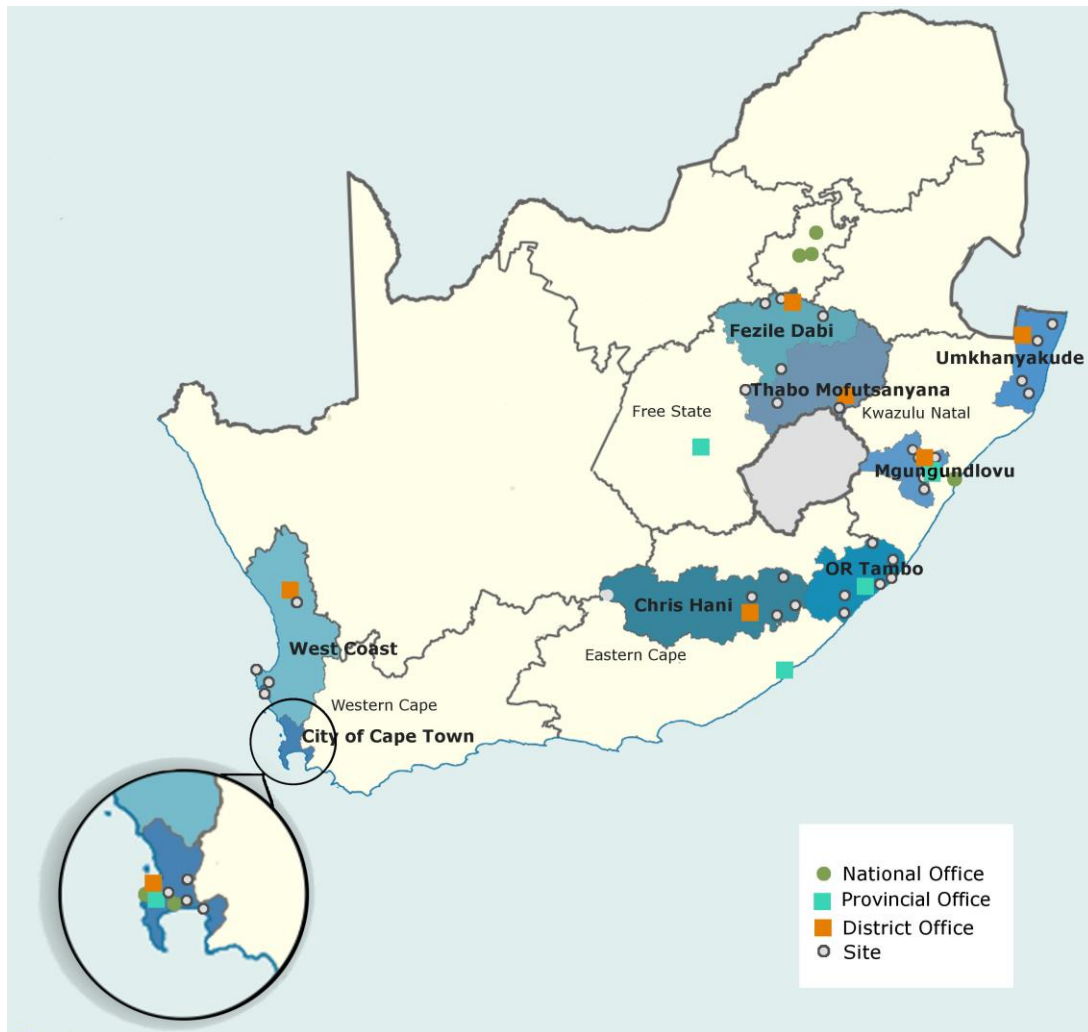 Fezile Dabi
Umkhanyakude
Thabo Mofutsanyana
Free State
Kwazulu Natal
Mgungundlovu
OR Tambo
Chris Hani
Eastern Cape
West Coast
Western Cape
City of Cape Town
National Office
Provincial Office
District Office
Site